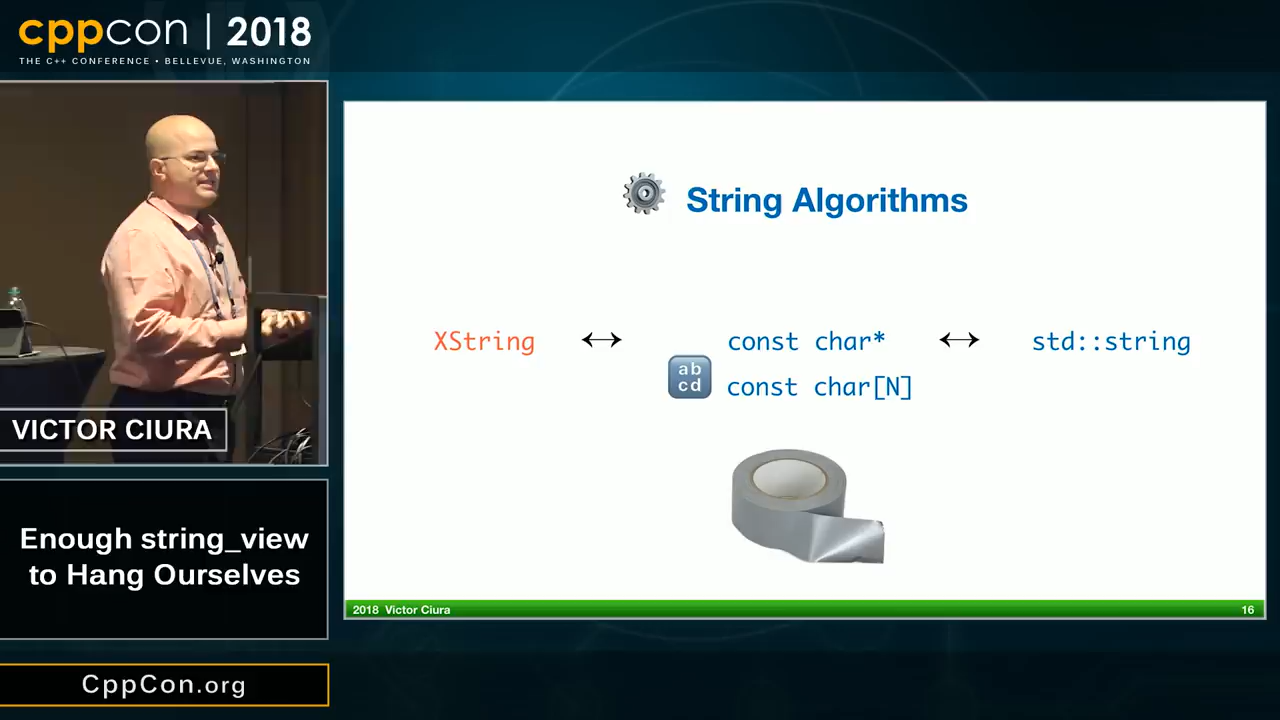 cppcon | 2018
THE C++ CONFERENCE • BELLEVUE, WASHINGTON
String Algorithms
XString ↔ const char* ↔ std::string
ab
cd
const char[N]
VICTOR CIURA
Enough string_view
to Hang Ourselves
2018 Victor Ciura 16
CppCon.org